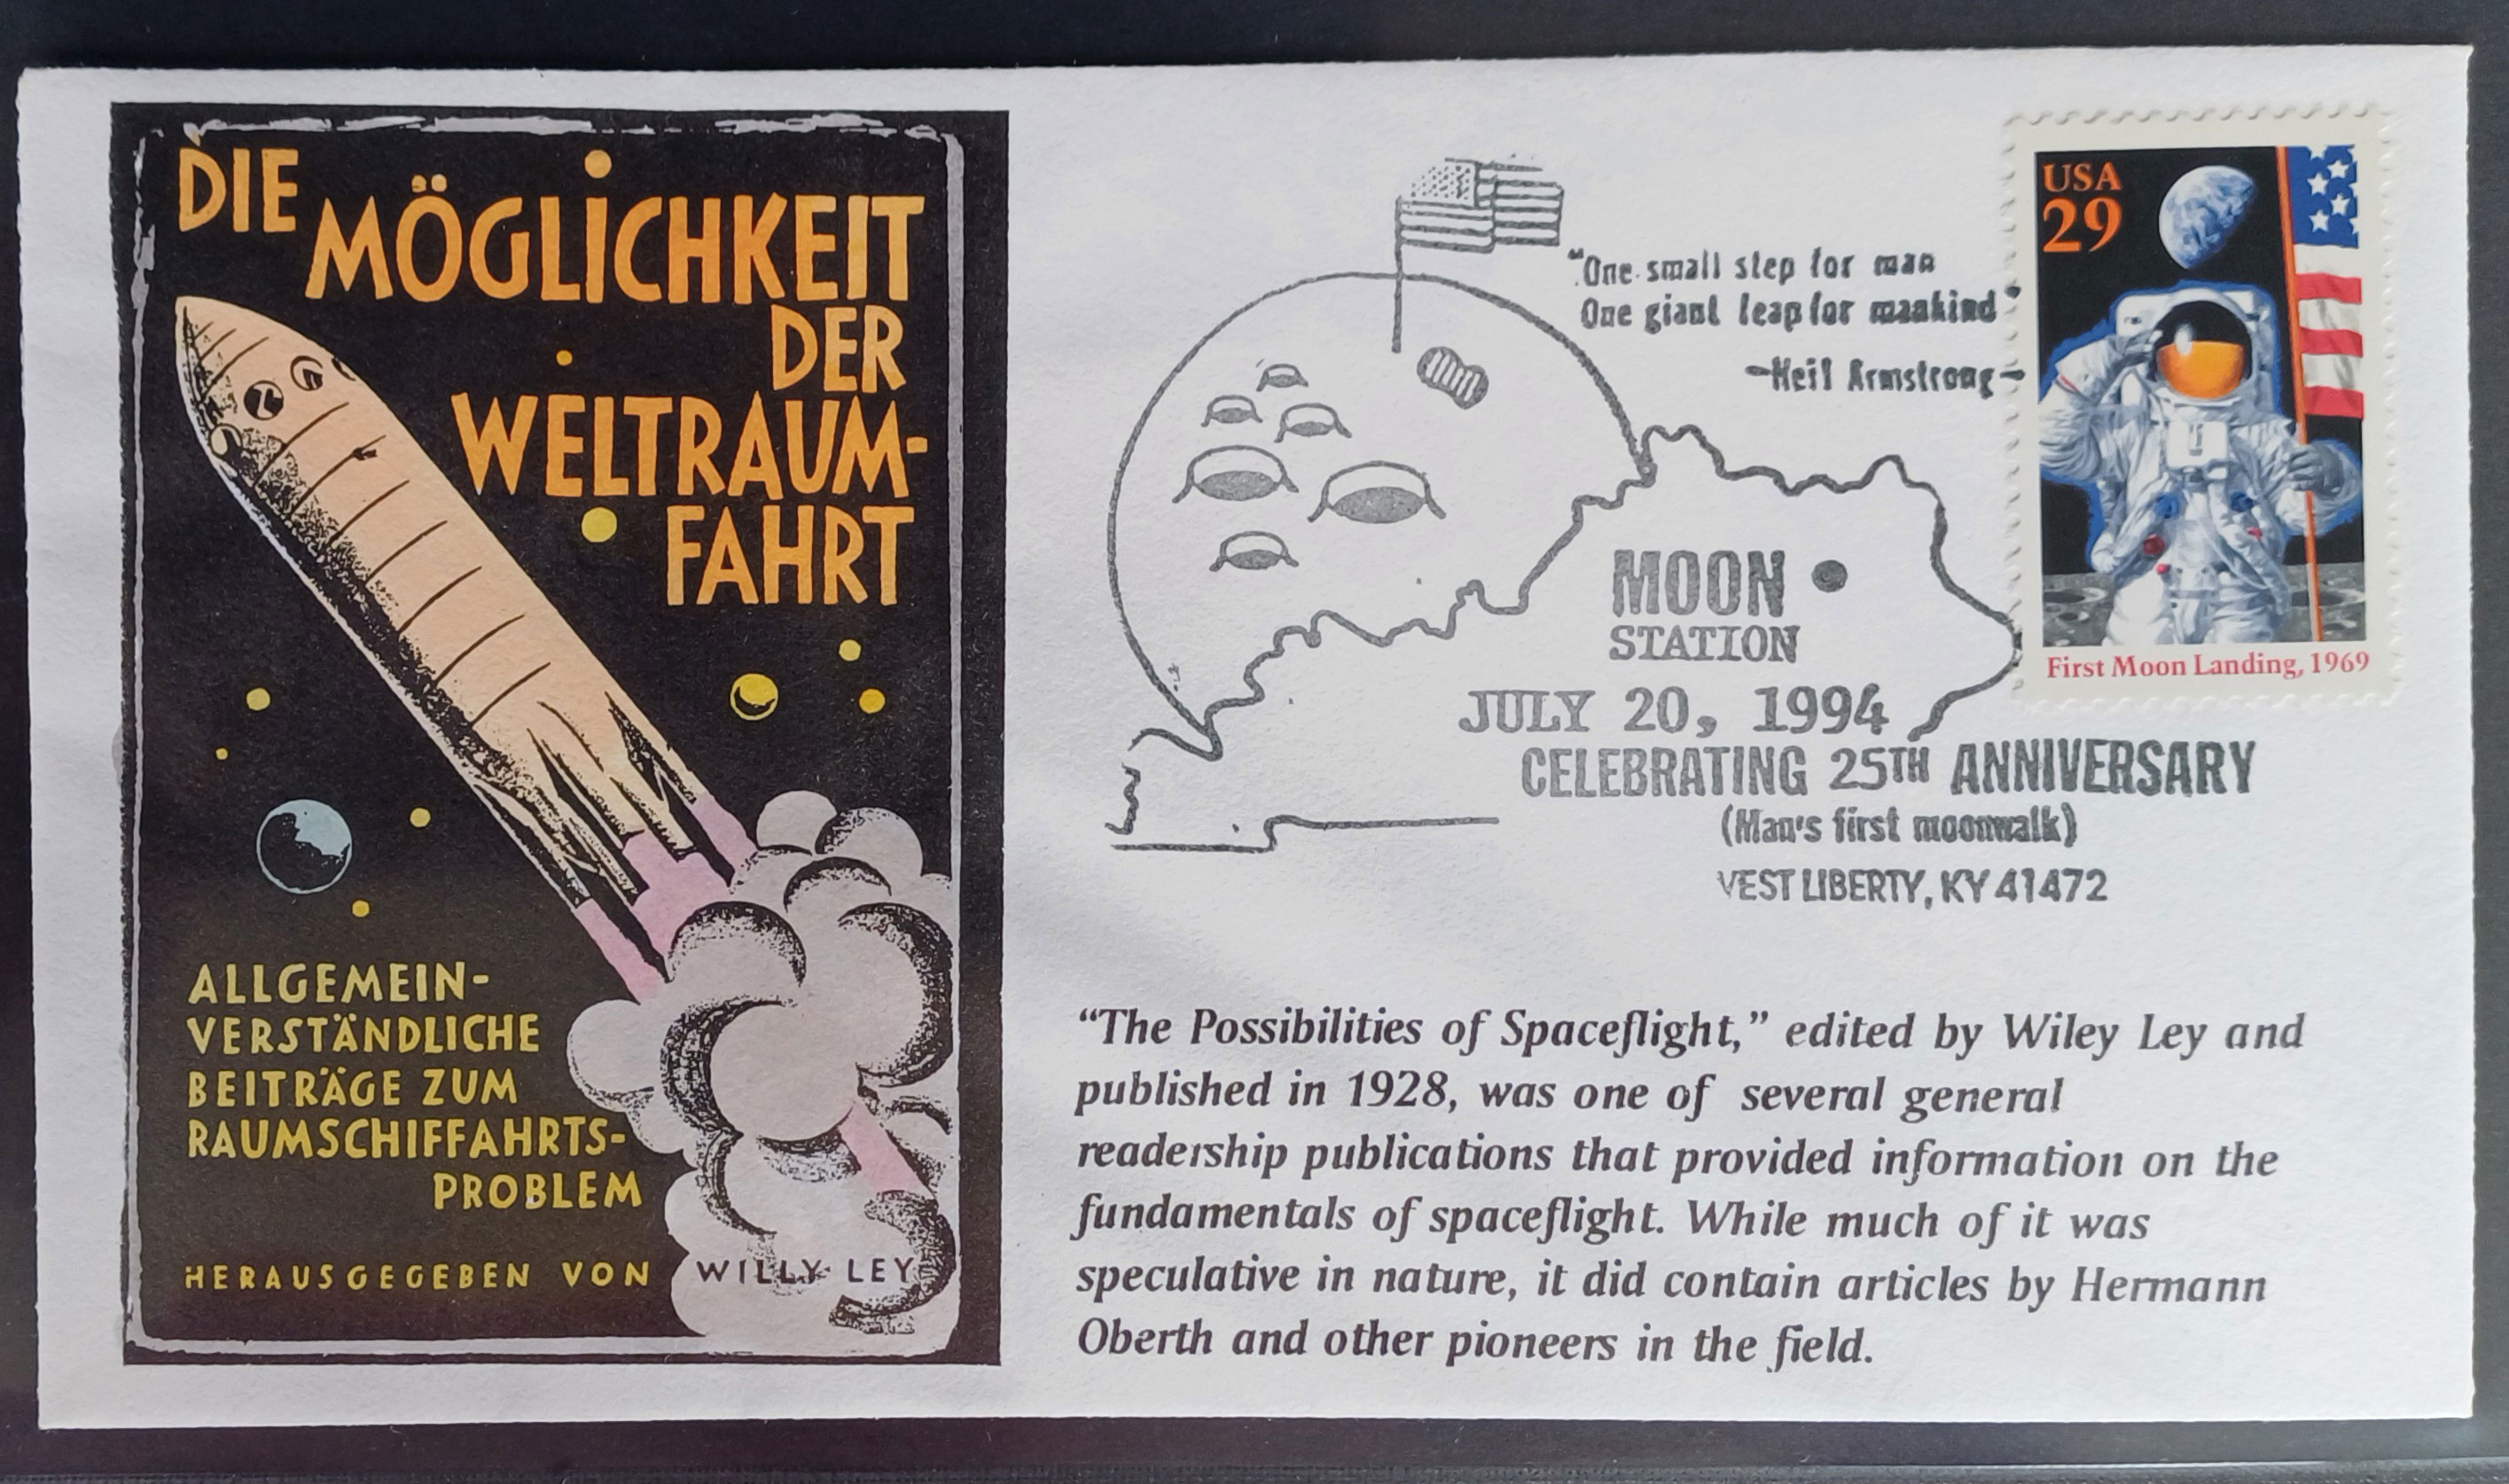 DIE
MÖGLICHKEIT
DER
WELTRAUM-
FAHRT
ALLGEMEIN-
VERSTÄNDLICHE
BEITRÄGE ZUM
RAUMSCHIFFAHRTS-
PROBLEM
HERAUSGEGEBEN VON WILLY LEY
"One small step for man
One giant leap for mankind"
-Neil Armstrong-
USA
29
First Moon Landing, 1969
MOON
STATION
JULY 20, 1994
CELEBRATING 25TH ANNIVERSARY
(Man's first moonwalk)
VEST LIBERTY, KY 41472
“The Possibilities of Spaceflight,” edited by Wiley Ley and
published in 1928, was one of several general
readership publications that provided information on the
fundamentals of spaceflight. While much of it was
speculative in nature, it did contain articles by Hermann
Oberth and other pioneers in the field.